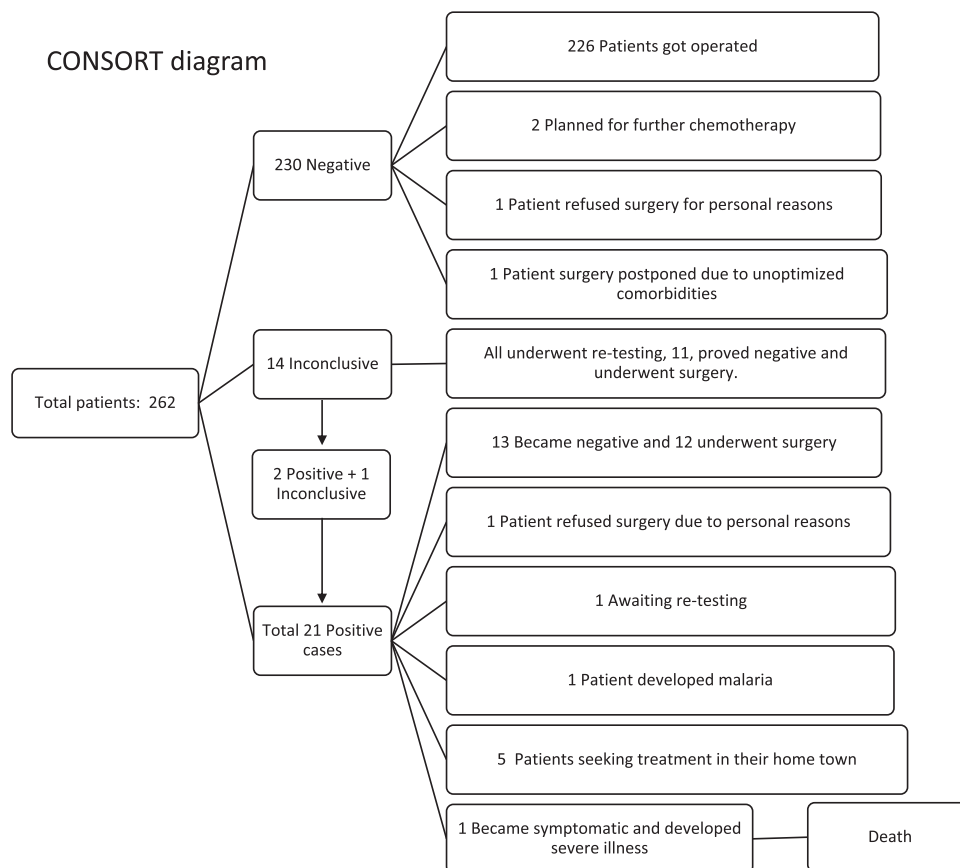 CONSORT diagram
226 Patients got operated
2 Planned for further chemotherapy
230 Negative
1 Patient refused surgery for personal reasons
1 Patient surgery postponed due to unoptimized
comorbidities
14 Inconclusive
All underwent re-testing, 11, proved negative and
underwent surgery.
Total patients: 262
13 Became negative and 12 underwent surgery
2 Positive + 1
Inconclusive
1 Patient refused surgery due to personal reasons
1 Awaiting re-testing
Total 21 Positive
cases
1 Patient developed malaria
5 Patients seeking treatment in their home town
1 Became symptomatic and developed
severe illness
Death